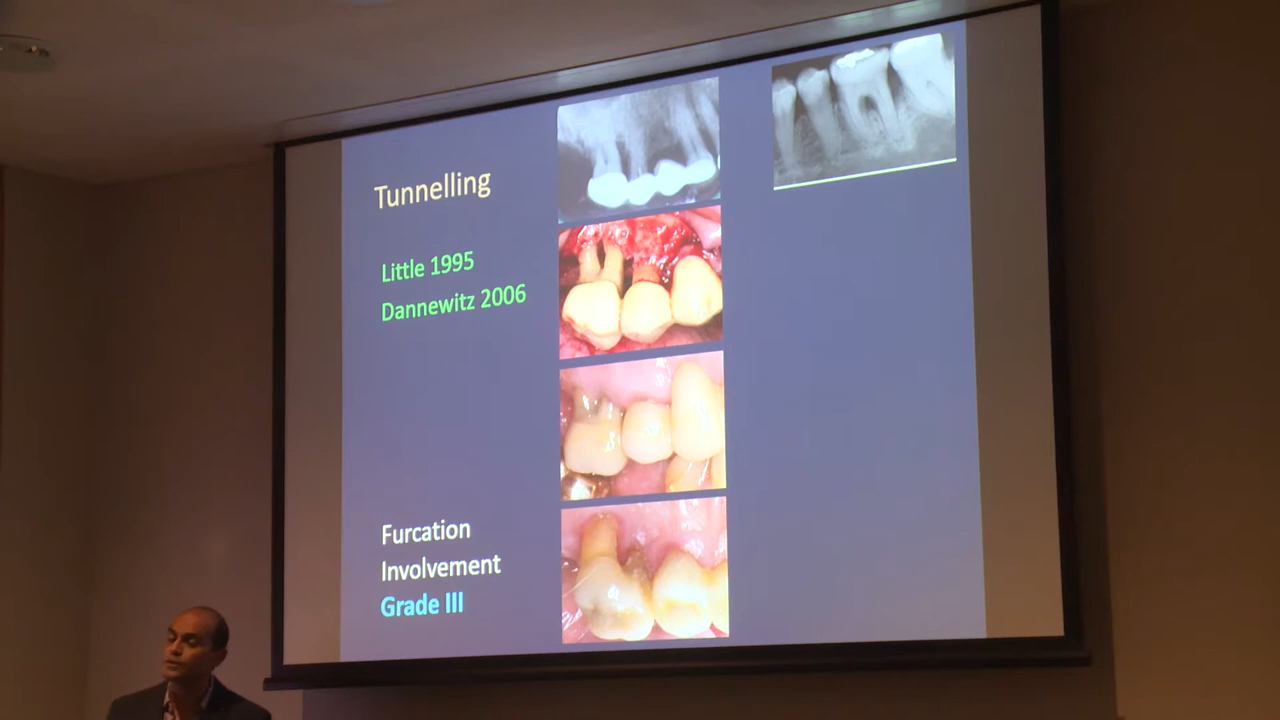 Tunnelling
Little 1995
Dannewitz 2006
Furcation
Involvement
Grade III